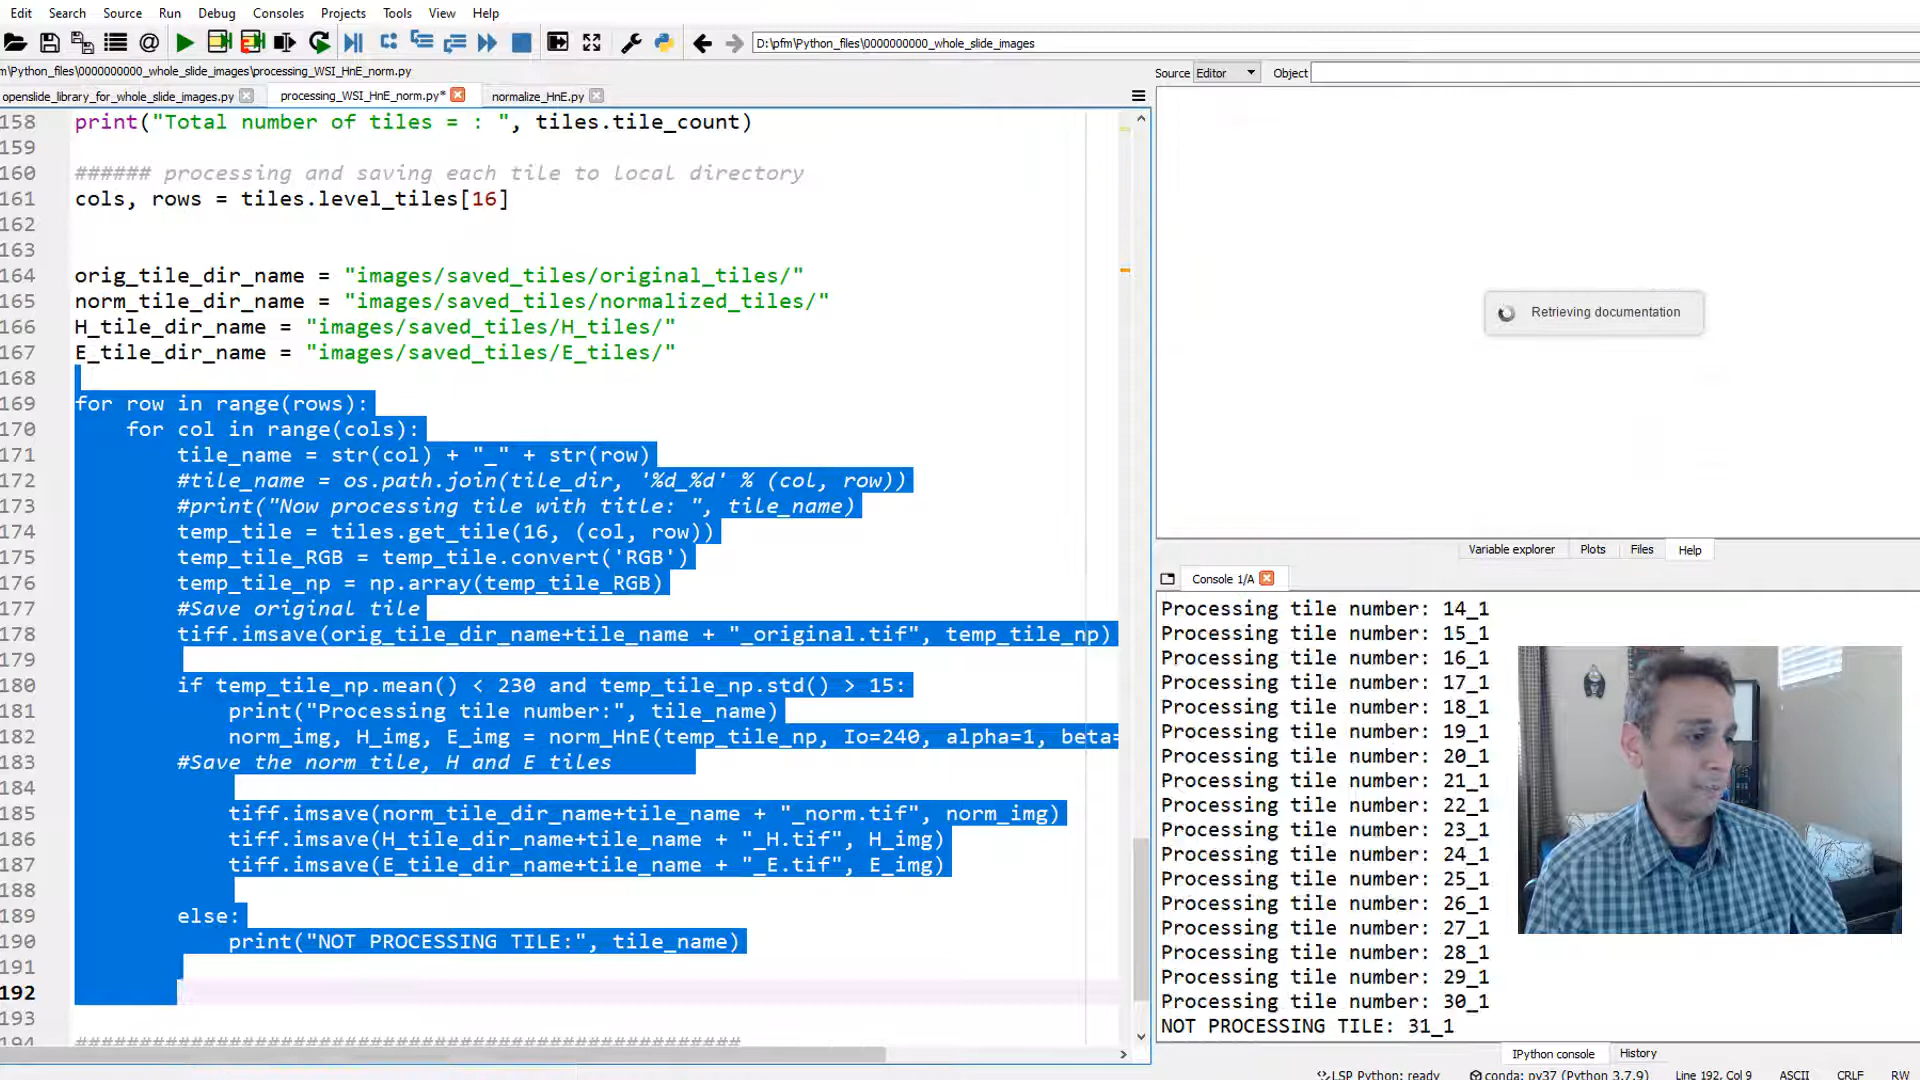 Edit Search Source Run Debug Consoles Projects Tools View Help
D:\pfm\Python_files\0000000000_whole_slide_images
m\Python_files\0000000000_whole_slide_images\processing_WSI_HnE_norm.py
openslide_library_for_whole_slide_images.py processing_WSI_HnE_norm.py* normalize_HnE.py
158 print("Total number of tiles = : ", tiles.tile_count)
159
160 ###### processing and saving each tile to local directory
161 cols, rows = tiles.level_tiles[16]
162
163
164 orig_tile_dir_name = "images/saved_tiles/original_tiles/"
165 norm_tile_dir_name = "images/saved_tiles/normalized_tiles/"
166 H_tile_dir_name = "images/saved_tiles/H_tiles/"
167 E_tile_dir_name = "images/saved_tiles/E_tiles/"
168
169 for row in range(rows):
170 for col in range(cols):
171 tile_name = str(col) + "_" + str(row)
172 #tile_name = os.path.join(tile_dir, '%d_%d' % (col, row))
173 #print("Now processing tile with title: ", tile_name)
174 temp_tile = tiles.get_tile(16, (col, row))
175 temp_tile_RGB = temp_tile.convert('RGB')
176 temp_tile_np = np.array(temp_tile_RGB)
177 #Save original tile
178 tiff.imsave(orig_tile_dir_name+tile_name + "_original.tif", temp_tile_np)
179
180 if temp_tile_np.mean() < 230 and temp_tile_np.std() > 15:
181 print("Processing tile number:", tile_name)
182 norm_img, H_img, E_img = norm_HnE(temp_tile_np, Io=240, alpha=1, beta=
183 #Save the norm tile, H and E tiles
184
185 tiff.imsave(norm_tile_dir_name+tile_name + "_norm.tif", norm_img)
186 tiff.imsave(H_tile_dir_name+tile_name + "_H.tif", H_img)
187 tiff.imsave(E_tile_dir_name+tile_name + "_E.tif", E_img)
188
189 else:
190 print("NOT PROCESSING TILE:", tile_name)
191
192
193
194 ####################################################
Source Editor Object
Retrieving documentation
Variable explorer Plots Files Help
Console 1/A
Processing tile number: 14_1
Processing tile number: 15_1
Processing tile number: 16_1
Processing tile number: 17_1
Processing tile number: 18_1
Processing tile number: 19_1
Processing tile number: 20_1
Processing tile number: 21_1
Processing tile number: 22_1
Processing tile number: 23_1
Processing tile number: 24_1
Processing tile number: 25_1
Processing tile number: 26_1
Processing tile number: 27_1
Processing tile number: 28_1
Processing tile number: 29_1
Processing tile number: 30_1
NOT PROCESSING TILE: 31_1
IPython console History
LSP Python: ready conda: py37 (Python 3.7.9) Line 192, Col 9 ASCII CRLF RW